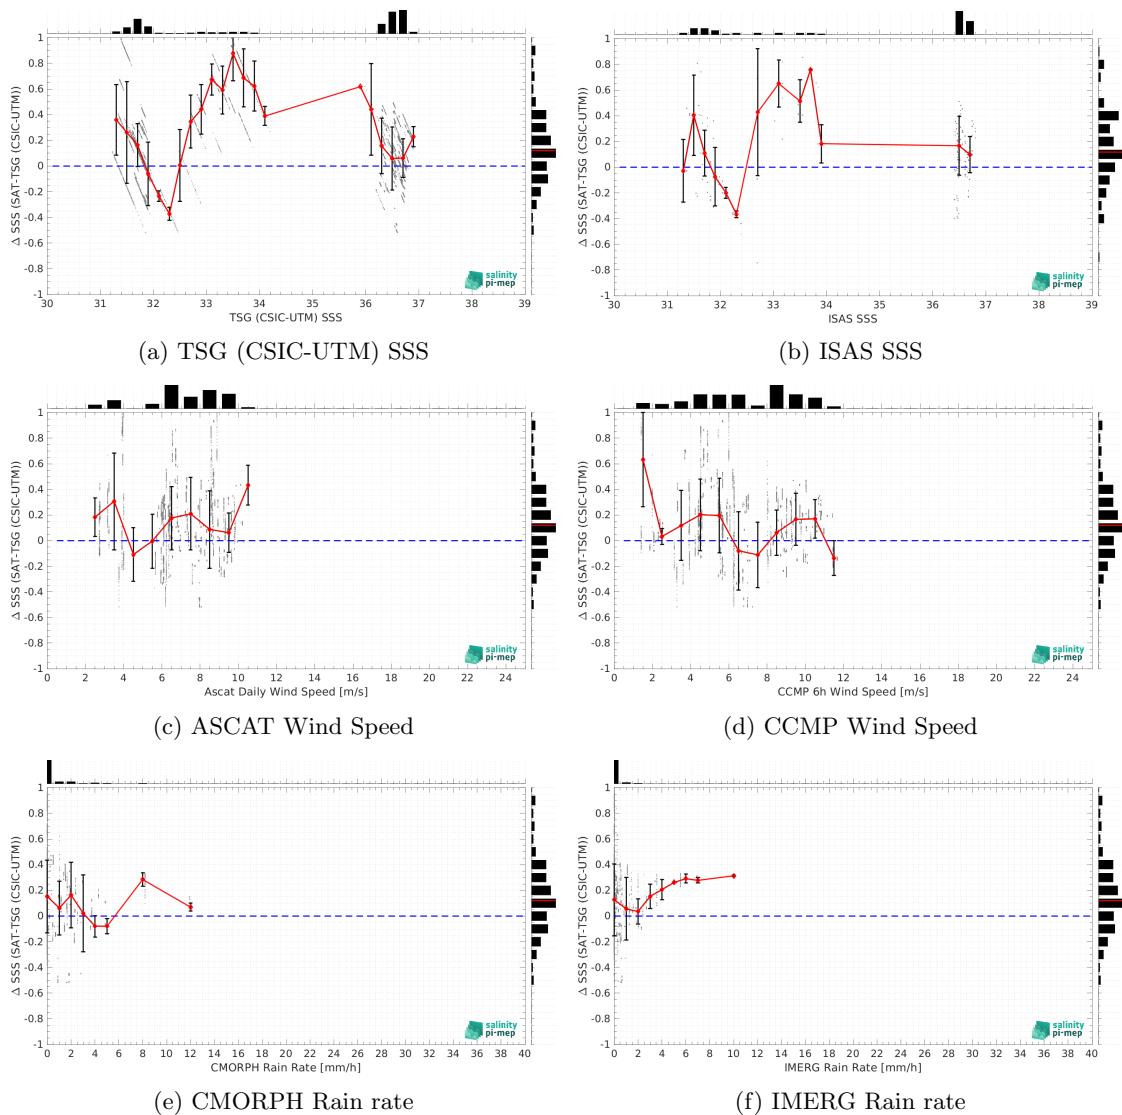 Δ SSS (SAT-TSG (CSIC-UTM))
1
0.8
0.6
0.4
0.2
0
-0.2
-0.4
-0.6
-0.8
-1
30 31 32 33 34 35 36 37 38 39
TSG (CSIC-UTM) SSS
salinity
pi-mep
(a) TSG (CSIC-UTM) SSS
Δ SSS (SAT-TSG (CSIC-UTM))
1
0.8
0.6
0.4
0.2
0
-0.2
-0.4
-0.6
-0.8
-1
30 31 32 33 34 35 36 37 38 39
ISAS SSS
salinity
pi-mep
(b) ISAS SSS
Δ SSS (SAT-TSG (CSIC-UTM))
1
0.8
0.6
0.4
0.2
0
-0.2
-0.4
-0.6
-0.8
-1
0 2 4 6 8 10 12 14 16 18 20 22 24
Ascat Daily Wind Speed [m/s]
salinity
pi-mep
(c) ASCAT Wind Speed
Δ SSS (SAT-TSG (CSIC-UTM))
1
0.8
0.6
0.4
0.2
0
-0.2
-0.4
-0.6
-0.8
-1
0 2 4 6 8 10 12 14 16 18 20 22 24
CCMP 6h Wind Speed [m/s]
salinity
pi-mep
(d) CCMP Wind Speed
Δ SSS (SAT-TSG (CSIC-UTM))
1
0.8
0.6
0.4
0.2
0
-0.2
-0.4
-0.6
-0.8
-1
0 2 4 6 8 10 12 14 16 18 20 22 24 26 28 30 32 34 36 38 40
CMORPH Rain Rate [mm/h]
salinity
pi-mep
(e) CMORPH Rain rate
Δ SSS (SAT-TSG (CSIC-UTM))
1
0.8
0.6
0.4
0.2
0
-0.2
-0.4
-0.6
-0.8
-1
0 2 4 6 8 10 12 14 16 18 20 22 24 26 28 30 32 34 36 38 40
IMERG Rain Rate [mm/h]
salinity
pi-mep
(f) IMERG Rain rate